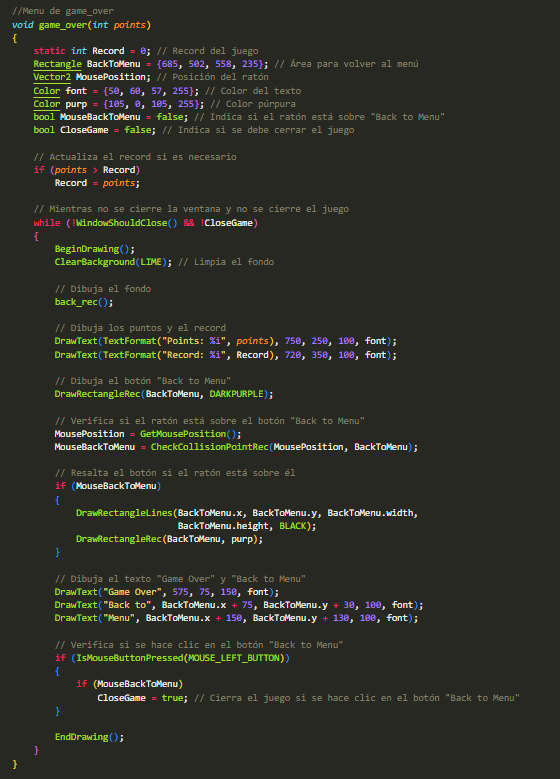 //Menu de game_over
void game_over(int points)
{
    static int Record = 0; // Record del juego
    Rectangle BackToMenu = {685, 502, 558, 235}; // Área para volver al menú
    Vector2 MousePosition; // Posición del ratón
    Color font = {50, 60, 57, 255}; // Color del texto
    Color purp = {105, 0, 105, 255}; // Color púrpura
    bool MouseBackToMenu = false; // Indica si el ratón está sobre "Back to Menu"
    bool CloseGame = false; // Indica si se debe cerrar el juego

    // Actualiza el record si es necesario
    if (points > Record)
        Record = points;

    // Mientras no se cierre la ventana y no se cierre el juego
    while (!WindowShouldClose() && !CloseGame)
    {
        BeginDrawing();
        ClearBackground(LIME); // Limpia el fondo

        // Dibuja el fondo
        back_rec();

        // Dibuja los puntos y el record
        DrawText(TextFormat("Points: %i", points), 750, 250, 100, font);
        DrawText(TextFormat("Record: %i", Record), 720, 350, 100, font);

        // Dibuja el botón "Back to Menu"
        DrawRectangleRec(BackToMenu, DARKPURPLE);

        // Verifica si el ratón está sobre el botón "Back to Menu"
        MousePosition = GetMousePosition();
        MouseBackToMenu = CheckCollisionPointRec(MousePosition, BackToMenu);

        // Resalta el botón si el ratón está sobre él
        if (MouseBackToMenu)
        {
            DrawRectangleLines(BackToMenu.x, BackToMenu.y, BackToMenu.width,
                               BackToMenu.height, BLACK);
            DrawRectangleRec(BackToMenu, purp);
        }

        // Dibuja el texto "Game Over" y "Back to Menu"
        DrawText("Game Over", 575, 75, 150, font);
        DrawText("Back to", BackToMenu.x + 75, BackToMenu.y + 30, 100, font);
        DrawText("Menu", BackToMenu.x + 150, BackToMenu.y + 130, 100, font);

        // Verifica si se hace clic en el botón "Back to Menu"
        if (IsMouseButtonPressed(MOUSE_LEFT_BUTTON))
        {
            if (MouseBackToMenu)
                CloseGame = true; // Cierra el juego si se hace clic en el botón "Back to Menu"
        }

        EndDrawing();
    }
}